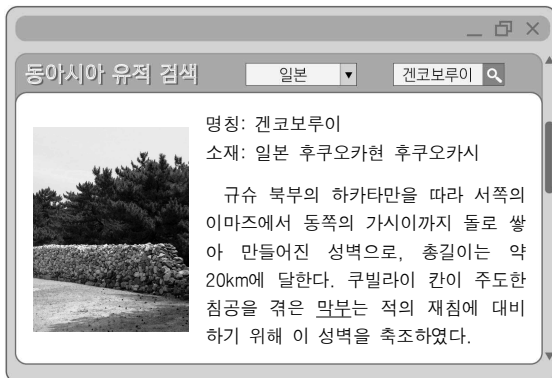 동아시아 유적 검색
일본
겐코보루이
명칭: 겐코보루이
소재: 일본 후쿠오카현 후쿠오카시
규슈 북부의 하카타만을 따라 서쪽의
이마즈에서 동쪽의 가시이까지 돌로 쌓
아 만들어진 성벽으로, 총길이는 약
20km에 달한다. 쿠빌라이 칸이 주도한
침공을 겪은 막부는 적의 재침에 대비
하기 위해 이 성벽을 축조하였다.